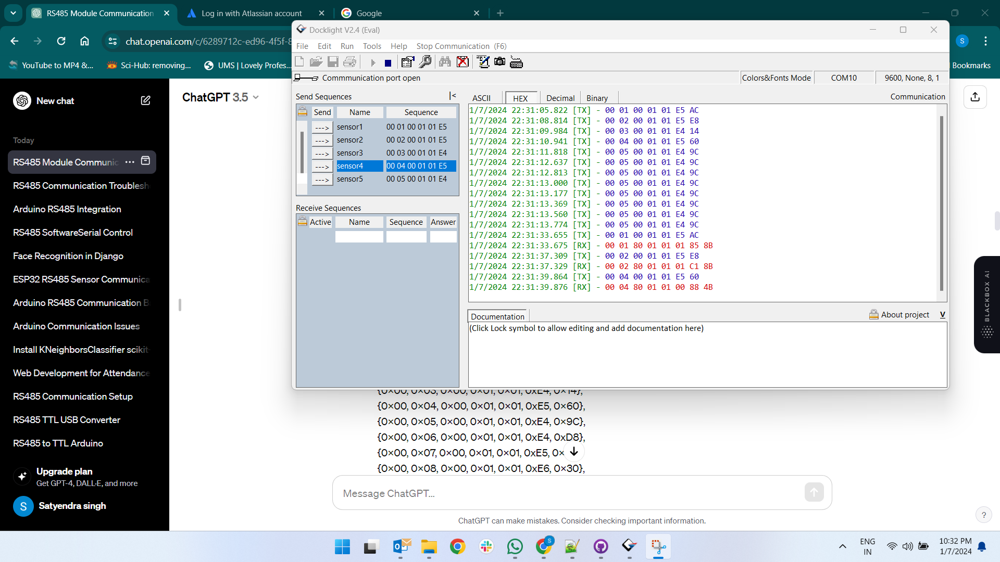 RS485 Module Communication
Log in with Atlassian account
Google
chat.openai.com/c/6289712c-ed96-4f5f-8
YouTube to MP4 &...
Sci-Hub: removing...
UMS | Lovely Profes...
Bookmarks
S
New chat
Today
RS485 Module Communic
RS485 Communication Troublesh
Arduino RS485 Integration
RS485 SoftwareSerial Control
Face Recognition in Django
ESP32 RS485 Sensor Communica
Arduino RS485 Communication B
Arduino Communication Issues
Install KNeighborsClassifier scikit-
Web Development for Attendance
RS485 Communication Setup
RS485 TTL USB Converter
RS485 to TTL Arduino
Upgrade plan
Get GPT-4, DALL·E, and more
S
Satyendra singh
ChatGPT 3.5
Docklight V2.4 (Eval)
File Edit Run Tools Help Stop Communication (F6)
Commmunication port open
Colors&Fonts Mode
COM10
9600, None, 8, 1
Send Sequences
Send Name Sequence
---> sensor1 00 01 00 01 01 E5
---> sensor2 00 02 00 01 01 E5
---> sensor3 00 03 00 01 01 E4
---> sensor4 00 04 00 01 01 E5
---> sensor5 00 05 00 01 01 E4
Receive Sequences
Active Name Sequence Answer
ASCII HEX Decimal Binary
Communication
1/7/2024 22:31:05.822 [TX] - 00 01 00 01 01 E5 AC
1/7/2024 22:31:08.814 [TX] - 00 02 00 01 01 E5 E8
1/7/2024 22:31:09.984 [TX] - 00 03 00 01 01 E4 14
1/7/2024 22:31:10.941 [TX] - 00 04 00 01 01 E5 60
1/7/2024 22:31:11.818 [TX] - 00 05 00 01 01 E4 9C
1/7/2024 22:31:12.637 [TX] - 00 05 00 01 01 E4 9C
1/7/2024 22:31:12.813 [TX] - 00 05 00 01 01 E4 9C
1/7/2024 22:31:13.000 [TX] - 00 05 00 01 01 E4 9C
1/7/2024 22:31:13.177 [TX] - 00 05 00 01 01 E4 9C
1/7/2024 22:31:13.369 [TX] - 00 05 00 01 01 E4 9C
1/7/2024 22:31:13.560 [TX] - 00 05 00 01 01 E4 9C
1/7/2024 22:31:13.774 [TX] - 00 05 00 01 01 E4 9C
1/7/2024 22:31:33.655 [TX] - 00 01 00 01 01 E5 AC
1/7/2024 22:31:33.675 [RX] - 00 01 80 01 01 01 85 8B
1/7/2024 22:31:37.309 [TX] - 00 02 00 01 01 E5 E8
1/7/2024 22:31:37.329 [RX] - 00 02 80 01 01 01 C1 8B
1/7/2024 22:31:39.864 [TX] - 00 04 00 01 01 E5 60
1/7/2024 22:31:39.876 [RX] - 00 04 80 01 01 00 88 4B
Documentation
About project
V
(Click Lock symbol to allow editing and add documentation here)
BLACKBOX AI
{0x00, 0x03, 0x00, 0x01, 0x01, 0xE4, 0x14},
{0x00, 0x04, 0x00, 0x01, 0x01, 0xE5, 0x60},
{0x00, 0x05, 0x00, 0x01, 0x01, 0xE4, 0x9C},
{0x00, 0x06, 0x00, 0x01, 0x01, 0xE4, 0xD8},
{0x00, 0x07, 0x00, 0x01, 0x01, 0xE5, 0x
{0x00, 0x08, 0x00, 0x01, 0x01, 0xE6, 0x30},
Message ChatGPT...
ChatGPT can make mistakes. Consider checking important information.
?
S
ENG
IN
10:32 PM
1/7/2024